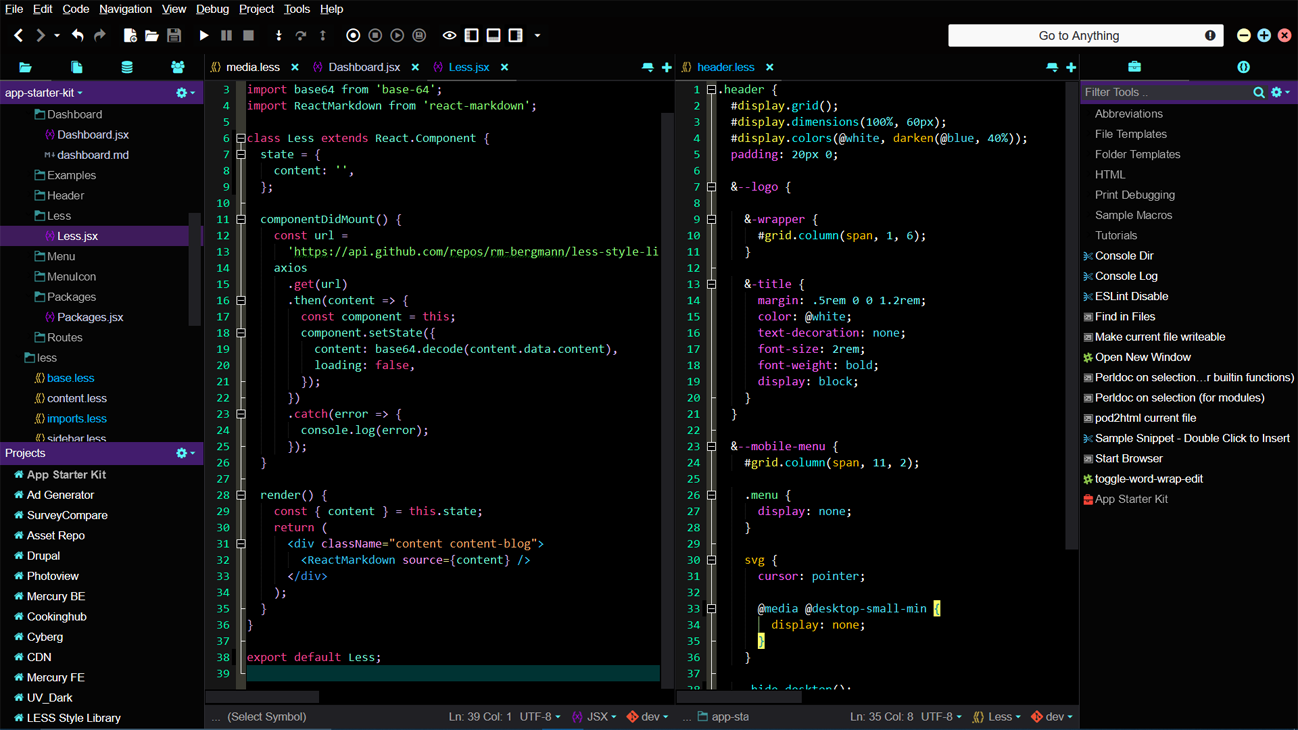 File Edit Code Navigation View Debug Project Tools Help
Go to Anything
app-starter-kit
Dashboard
Dashboard.jsx
dashboard.md
Examples
Header
Less
Less.jsx
Menu
MenuIcon
Packages
Packages.jsx
Routes
less
base.less
content.less
imports.less
sidebar.less
Projects
App Starter Kit
Ad Generator
SurveyCompare
Asset Repo
Drupal
Photoview
Mercury BE
Cookinghub
Cyberg
CDN
Mercury FE
UV_Dark
LESS Style Library
media.less Dashboard.jsx Less.jsx
3 import base64 from 'base-64';
4 import ReactMarkdown from 'react-markdown';
5
6 class Less extends React.Component {
7   state = {
8     content: '',
9   };
10
11   componentDidMount() {
12     const url =
13       'https://api.github.com/repos/rm-bergmann/less-style-li
14     axios
15       .get(url)
16       .then(content => {
17         const component = this;
18         component.setState({
19           content: base64.decode(content.data.content),
20           loading: false,
21         });
22       })
23       .catch(error => {
24         console.log(error);
25       });
26   }
27
28   render() {
29     const { content } = this.state;
30     return (
31       <div className="content content-blog">
32         <ReactMarkdown source={content} />
33       </div>
34     );
35   }
36 }
37
38 export default Less;
39
... (Select Symbol) Ln: 39 Col: 1 UTF-8 JSX dev
header.less
1 .header {
2   #display.grid();
3   #display.dimensions(100%, 60px);
4   #display.colors(@white, darken(@blue, 40%));
5   padding: 20px 0;
6
7   &--logo {
8
9     &-wrapper {
10       #grid.column(span, 1, 6);
11     }
12
13     &-title {
14       margin: .5rem 0 0 1.2rem;
15       color: @white;
16       text-decoration: none;
17       font-size: 2rem;
18       font-weight: bold;
19       display: block;
20     }
21   }
22
23   &--mobile-menu {
24     #grid.column(span, 11, 2);
25
26     .menu {
27       display: none;
28     }
29
30     svg {
31       cursor: pointer;
32
33       @media @desktop-small-min {
34         display: none;
35       }
36     }
37
38     .hide-desktop();
... app-sta Ln: 35 Col: 8 UTF-8 Less dev
Filter Tools ..
Abbreviations
File Templates
Folder Templates
HTML
Print Debugging
Sample Macros
Tutorials
Console Dir
Console Log
ESLint Disable
Find in Files
Make current file writeable
Open New Window
Perldoc on selection...r builtin functions)
Perldoc on selection (for modules)
pod2html current file
Sample Snippet - Double Click to Insert
Start Browser
toggle-word-wrap-edit
App Starter Kit